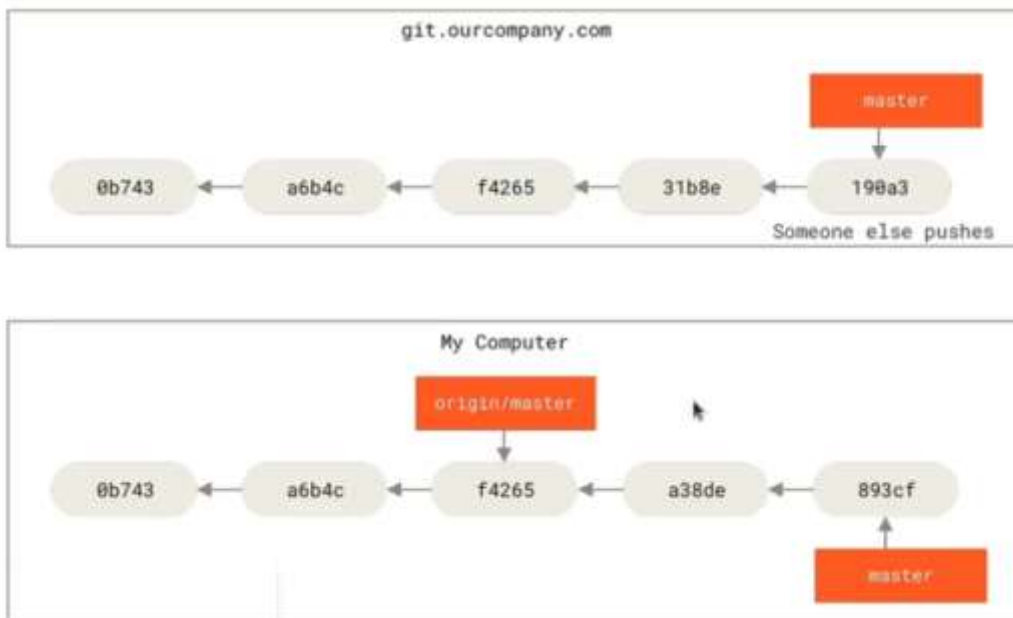 git.ourcompany.com
master
0b743
a6b4c
f4265
31b8e
190a3
Someone else pushes
My Computer
origin/master
0b743
a6b4c
f4265
a38de
893cf
master